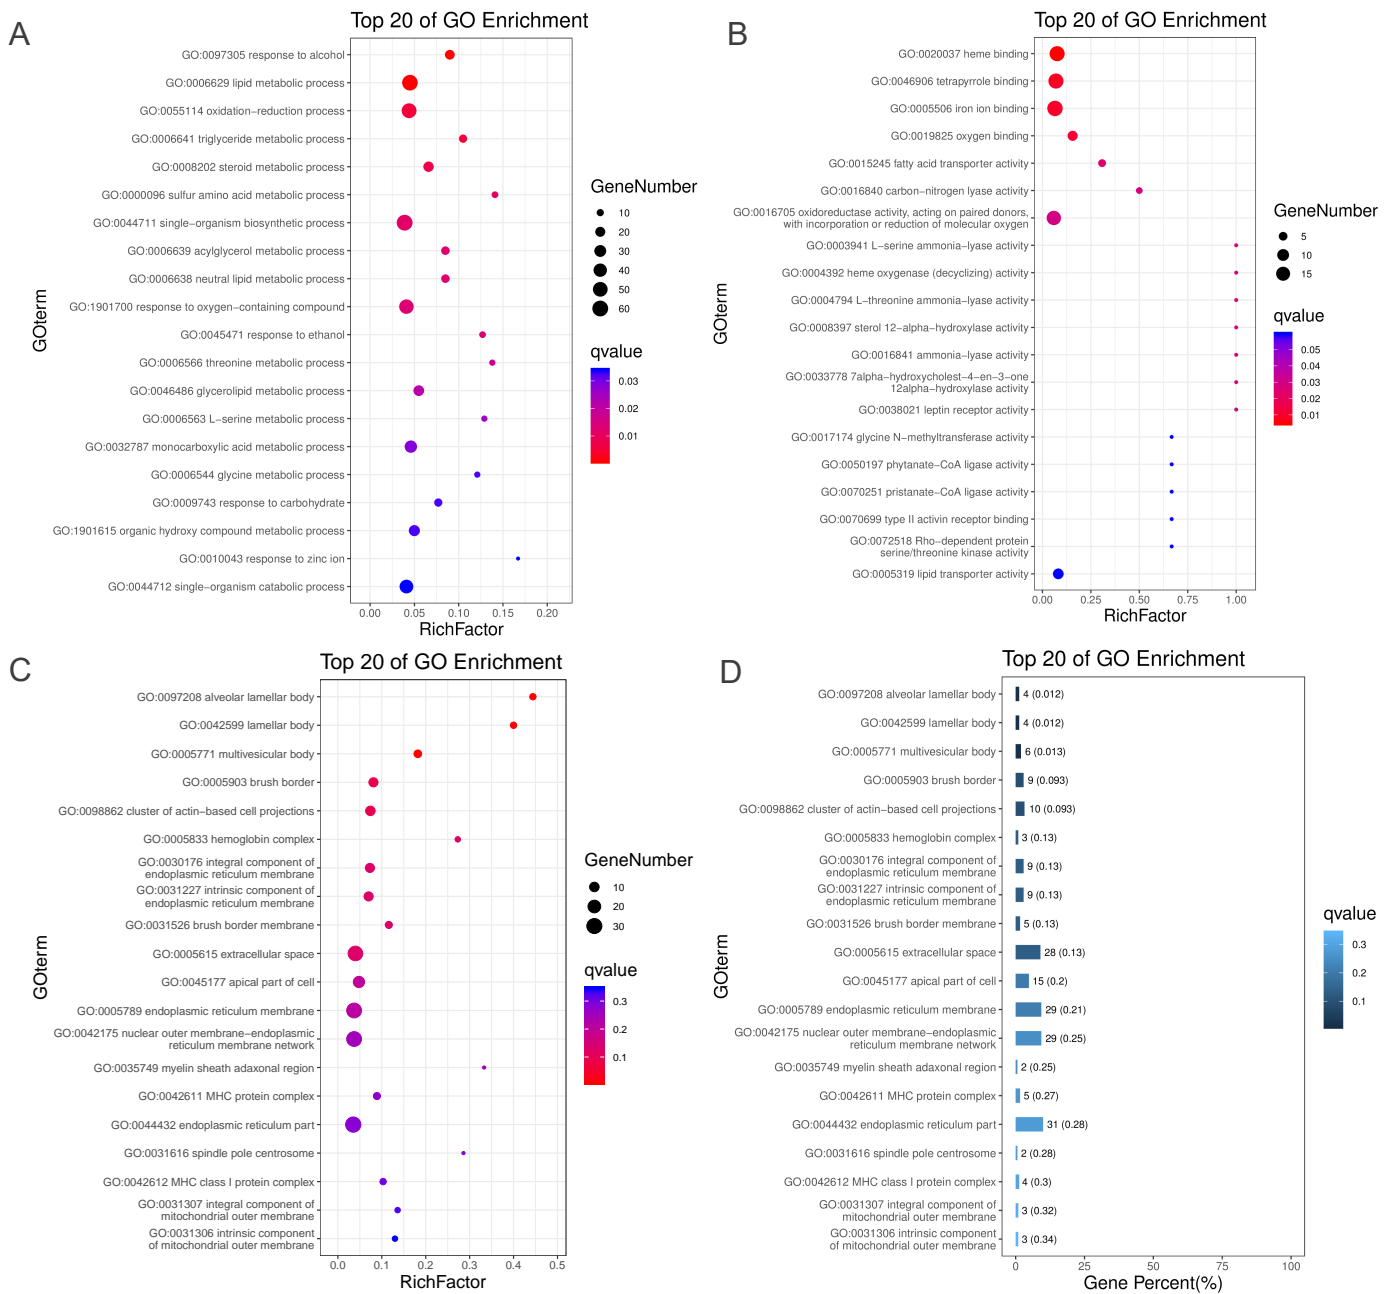 A
Top 20 of GO Enrichment
GO:0097305 response to alcohol
GO:0006629 lipid metabolic process
GO:0055114 oxidation−reduction process
GO:0006641 triglyceride metabolic process
GO:0008202 steroid metabolic process
GO:0000096 sulfur amino acid metabolic process
GO:0044711 single−organism biosynthetic process
GO:0006639 acylglycerol metabolic process
GO:0006638 neutral lipid metabolic process
GO:1901700 response to oxygen−containing compound
GO:0045471 response to ethanol
GO:0006566 threonine metabolic process
GO:0046486 glycerolipid metabolic process
GO:0006563 L−serine metabolic process
GO:0032787 monocarboxylic acid metabolic process
GO:0006544 glycine metabolic process
GO:0009743 response to carbohydrate
GO:1901615 organic hydroxy compound metabolic process
GO:0010043 response to zinc ion
GO:0044712 single−organism catabolic process
GOterm
0.00 0.05 0.10 0.15 0.20
RichFactor
GeneNumber
10
20
30
40
50
60
qvalue
0.03
0.02
0.01
B
Top 20 of GO Enrichment
GO:0020037 heme binding
GO:0046906 tetrapyrrole binding
GO:0005506 iron ion binding
GO:0019825 oxygen binding
GO:0015245 fatty acid transporter activity
GO:0016840 carbon−nitrogen lyase activity
GO:0016705 oxidoreductase activity, acting on paired donors,
with incorporation or reduction of molecular oxygen
GO:0003941 L−serine ammonia−lyase activity
GO:0004392 heme oxygenase (decyclizing) activity
GO:0004794 L−threonine ammonia−lyase activity
GO:0008397 sterol 12−alpha−hydroxylase activity
GO:0016841 ammonia−lyase activity
GO:0033778 7alpha−hydroxycholest−4−en−3−one
12alpha−hydroxylase activity
GO:0038021 leptin receptor activity
GO:0017174 glycine N−methyltransferase activity
GO:0050197 phytanate−CoA ligase activity
GO:0070251 pristanate−CoA ligase activity
GO:0070699 type II activin receptor binding
GO:0072518 Rho−dependent protein
serine/threonine kinase activity
GO:0005319 lipid transporter activity
GOterm
0.00 0.25 0.50 0.75 1.00
RichFactor
GeneNumber
5
10
15
qvalue
0.05
0.04
0.03
0.02
0.01
C
Top 20 of GO Enrichment
GO:0097208 alveolar lamellar body
GO:0042599 lamellar body
GO:0005771 multivesicular body
GO:0005903 brush border
GO:0098862 cluster of actin−based cell projections
GO:0005833 hemoglobin complex
GO:0030176 integral component of
endoplasmic reticulum membrane
GO:0031227 intrinsic component of
endoplasmic reticulum membrane
GO:0031526 brush border membrane
GO:0005615 extracellular space
GO:0045177 apical part of cell
GO:0005789 endoplasmic reticulum membrane
GO:0042175 nuclear outer membrane−endoplasmic
reticulum membrane network
GO:0035749 myelin sheath adaxonal region
GO:0042611 MHC protein complex
GO:0044432 endoplasmic reticulum part
GO:0031616 spindle pole centrosome
GO:0042612 MHC class I protein complex
GO:0031307 integral component of
mitochondrial outer membrane
GO:0031306 intrinsic component
of mitochondrial outer membrane
GOterm
0.0 0.1 0.2 0.3 0.4 0.5
RichFactor
GeneNumber
10
20
30
qvalue
0.3
0.2
0.1
D
Top 20 of GO Enrichment
GO:0097208 alveolar lamellar body 4 (0.012)
GO:0042599 lamellar body 4 (0.012)
GO:0005771 multivesicular body 6 (0.013)
GO:0005903 brush border 9 (0.093)
GO:0098862 cluster of actin−based cell projections 10 (0.093)
GO:0005833 hemoglobin complex 3 (0.13)
GO:0030176 integral component of
endoplasmic reticulum membrane 9 (0.13)
GO:0031227 intrinsic component of
endoplasmic reticulum membrane 9 (0.13)
GO:0031526 brush border membrane 5 (0.13)
GO:0005615 extracellular space 28 (0.13)
GO:0045177 apical part of cell 15 (0.2)
GO:0005789 endoplasmic reticulum membrane 29 (0.21)
GO:0042175 nuclear outer membrane−endoplasmic
reticulum membrane network 29 (0.25)
GO:0035749 myelin sheath adaxonal region 2 (0.25)
GO:0042611 MHC protein complex 5 (0.27)
GO:0044432 endoplasmic reticulum part 31 (0.28)
GO:0031616 spindle pole centrosome 2 (0.28)
GO:0042612 MHC class I protein complex 4 (0.3)
GO:0031307 integral component of
mitochondrial outer membrane 3 (0.32)
GO:0031306 intrinsic component
of mitochondrial outer membrane 3 (0.34)
GOterm
0 25 50 75 100
Gene Percent(%)
qvalue
0.3
0.2
0.1